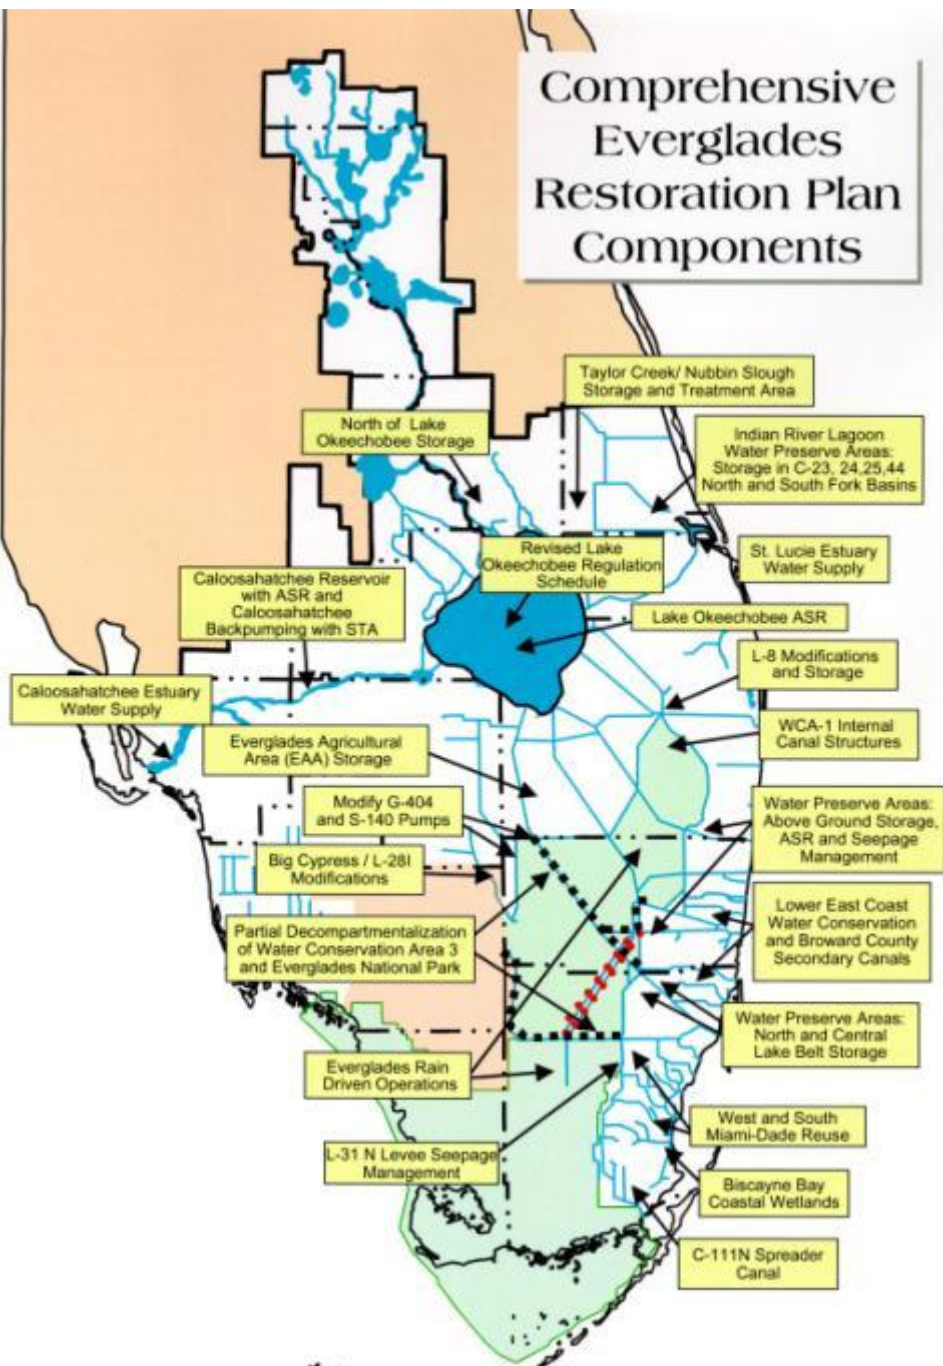 Comprehensive
Everglades
Restoration Plan
Components
Taylor Creek/ Nubbin Slough
Storage and Treatment Area
North of Lake
Okeechobee Storage
Indian River Lagoon
Water Preserve Areas:
Storage in C-23, 24,25,44
North and South Fork Basins
Revised Lake
Okeechobee Regulation
Schedule
St. Lucie Estuary
Water Supply
Caloosahatchee Reservoir
with ASR and
Caloosahatchee
Backpumping with STA
Lake Okeechobee ASR
L-8 Modifications
and Storage
Caloosahatchee Estuary
Water Supply
WCA-1 Internal
Canal Structures
Everglades Agricultural
Area (EAA) Storage
Modify G-404
and S-140 Pumps
Water Preserve Areas:
Above Ground Storage,
ASR and Seepage
Management
Big Cypress / L-28I
Modifications
Lower East Coast
Water Conservation
and Broward County
Secondary Canals
Partial Decompartmentalization
of Water Conservation Area 3
and Everglades National Park
Water Preserve Areas:
North and Central
Lake Belt Storage
Everglades Rain
Driven Operations
West and South
Miami-Dade Reuse
L-31 N Levee Seepage
Management
Biscayne Bay
Coastal Wetlands
C-111N Spreader
Canal